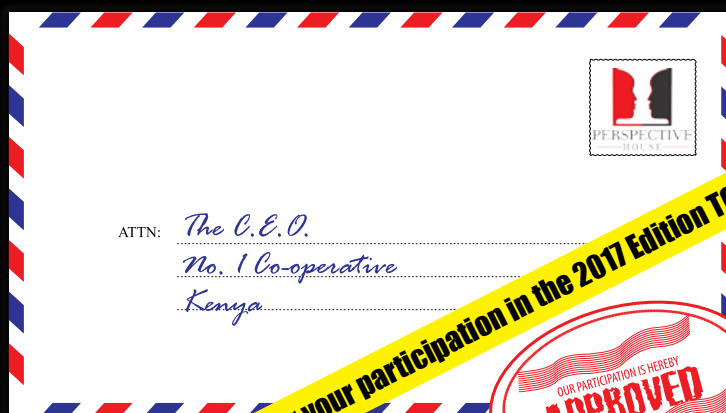 PERSPECTIVE
HOUSE
ATTN: The C.E.O.
No. 1 Co-operative
Kenya
your participation in the 2017 Edition
OUR PARTICIPATION IS HEREBY
APPROVED